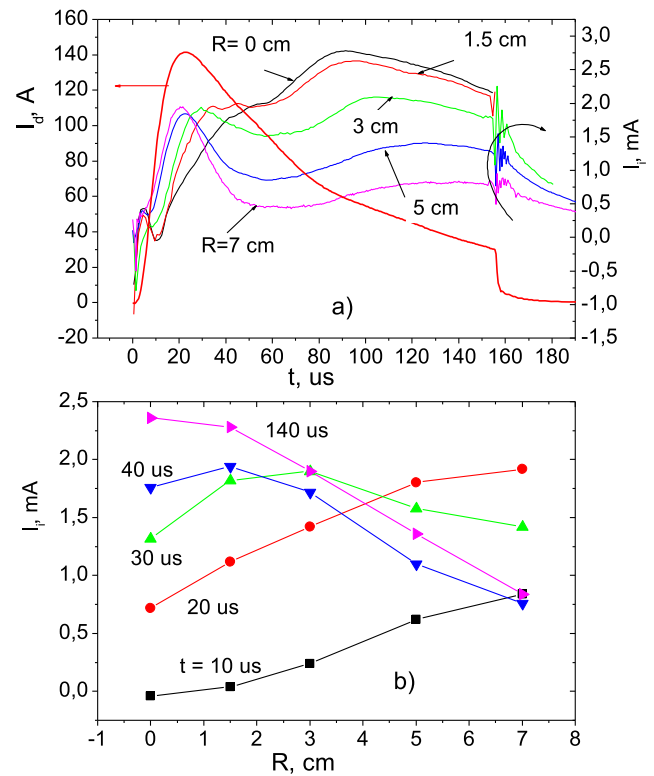 160
140
120
100
80
60
40
20
0
-20
I_d, A
R= 0 cm
1.5 cm
3 cm
5 cm
R=7 cm
a)
3,0
2,5
2,0
1,5
1,0
0,5
0,0
-0,5
-1,0
-1,5
I_i, mA
0 20 40 60 80 100 120 140 160 180
t, us
2,5
2,0
1,5
1,0
0,5
0,0
I_i, mA
140 us
40 us
30 us
20 us
t = 10 us
b)
-1 0 1 2 3 4 5 6 7 8
R, cm